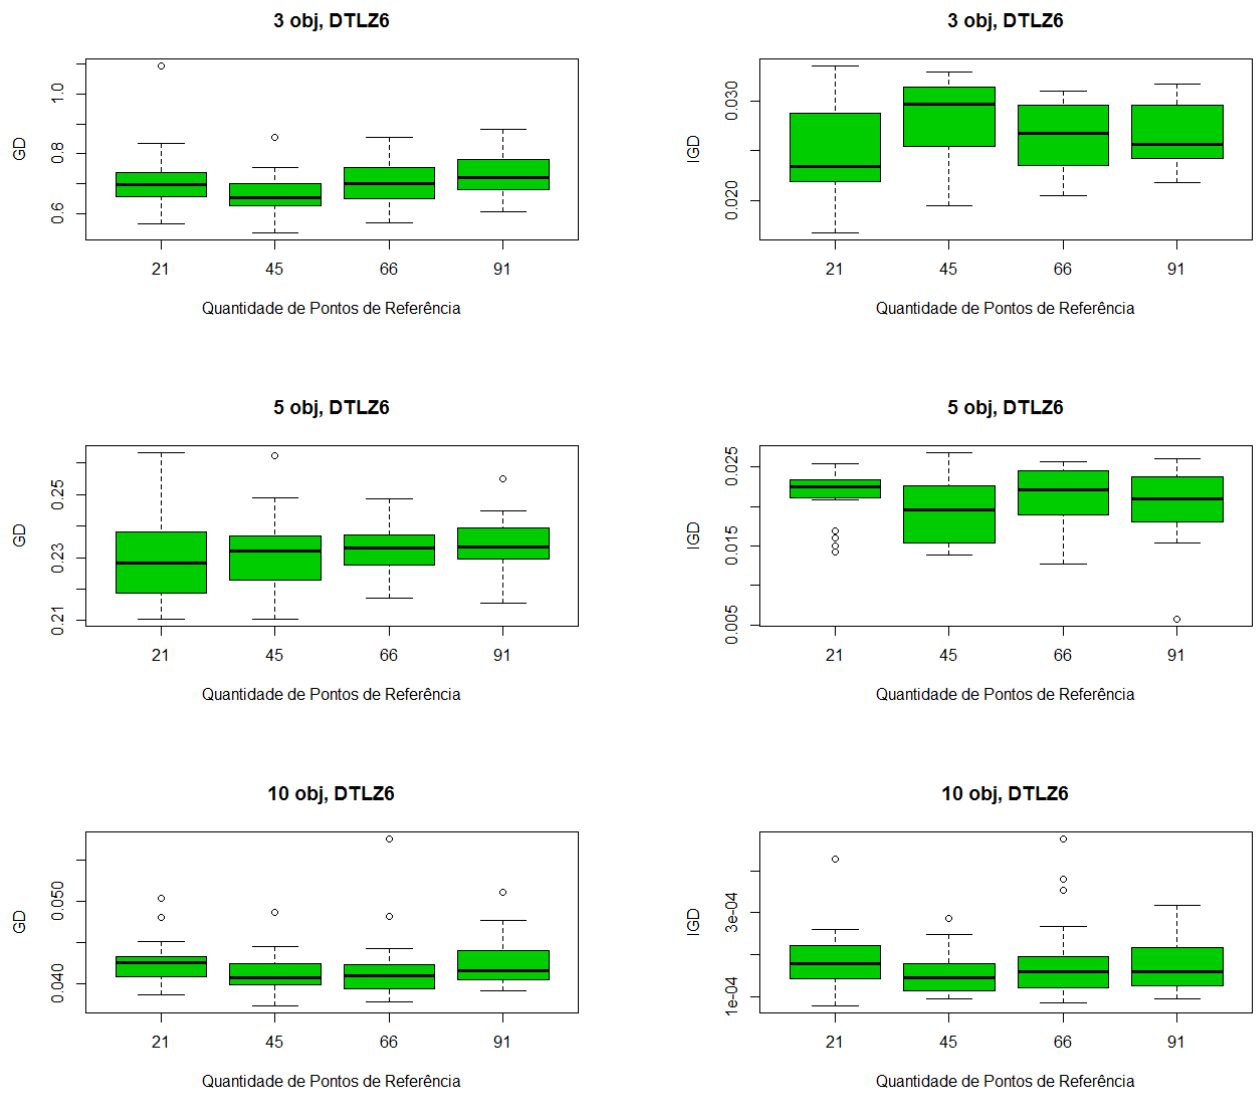 3 obj, DTLZ6
GD
1.0
0.8
0.6
21 45 66 91
Quantidade de Pontos de Referência
3 obj, DTLZ6
IGD
0.030
0.020
21 45 66 91
Quantidade de Pontos de Referência
5 obj, DTLZ6
GD
0.25
0.23
0.21
21 45 66 91
Quantidade de Pontos de Referência
5 obj, DTLZ6
IGD
0.025
0.015
0.005
21 45 66 91
Quantidade de Pontos de Referência
10 obj, DTLZ6
GD
0.050
0.040
21 45 66 91
Quantidade de Pontos de Referência
10 obj, DTLZ6
IGD
3e-04
1e-04
21 45 66 91
Quantidade de Pontos de Referência